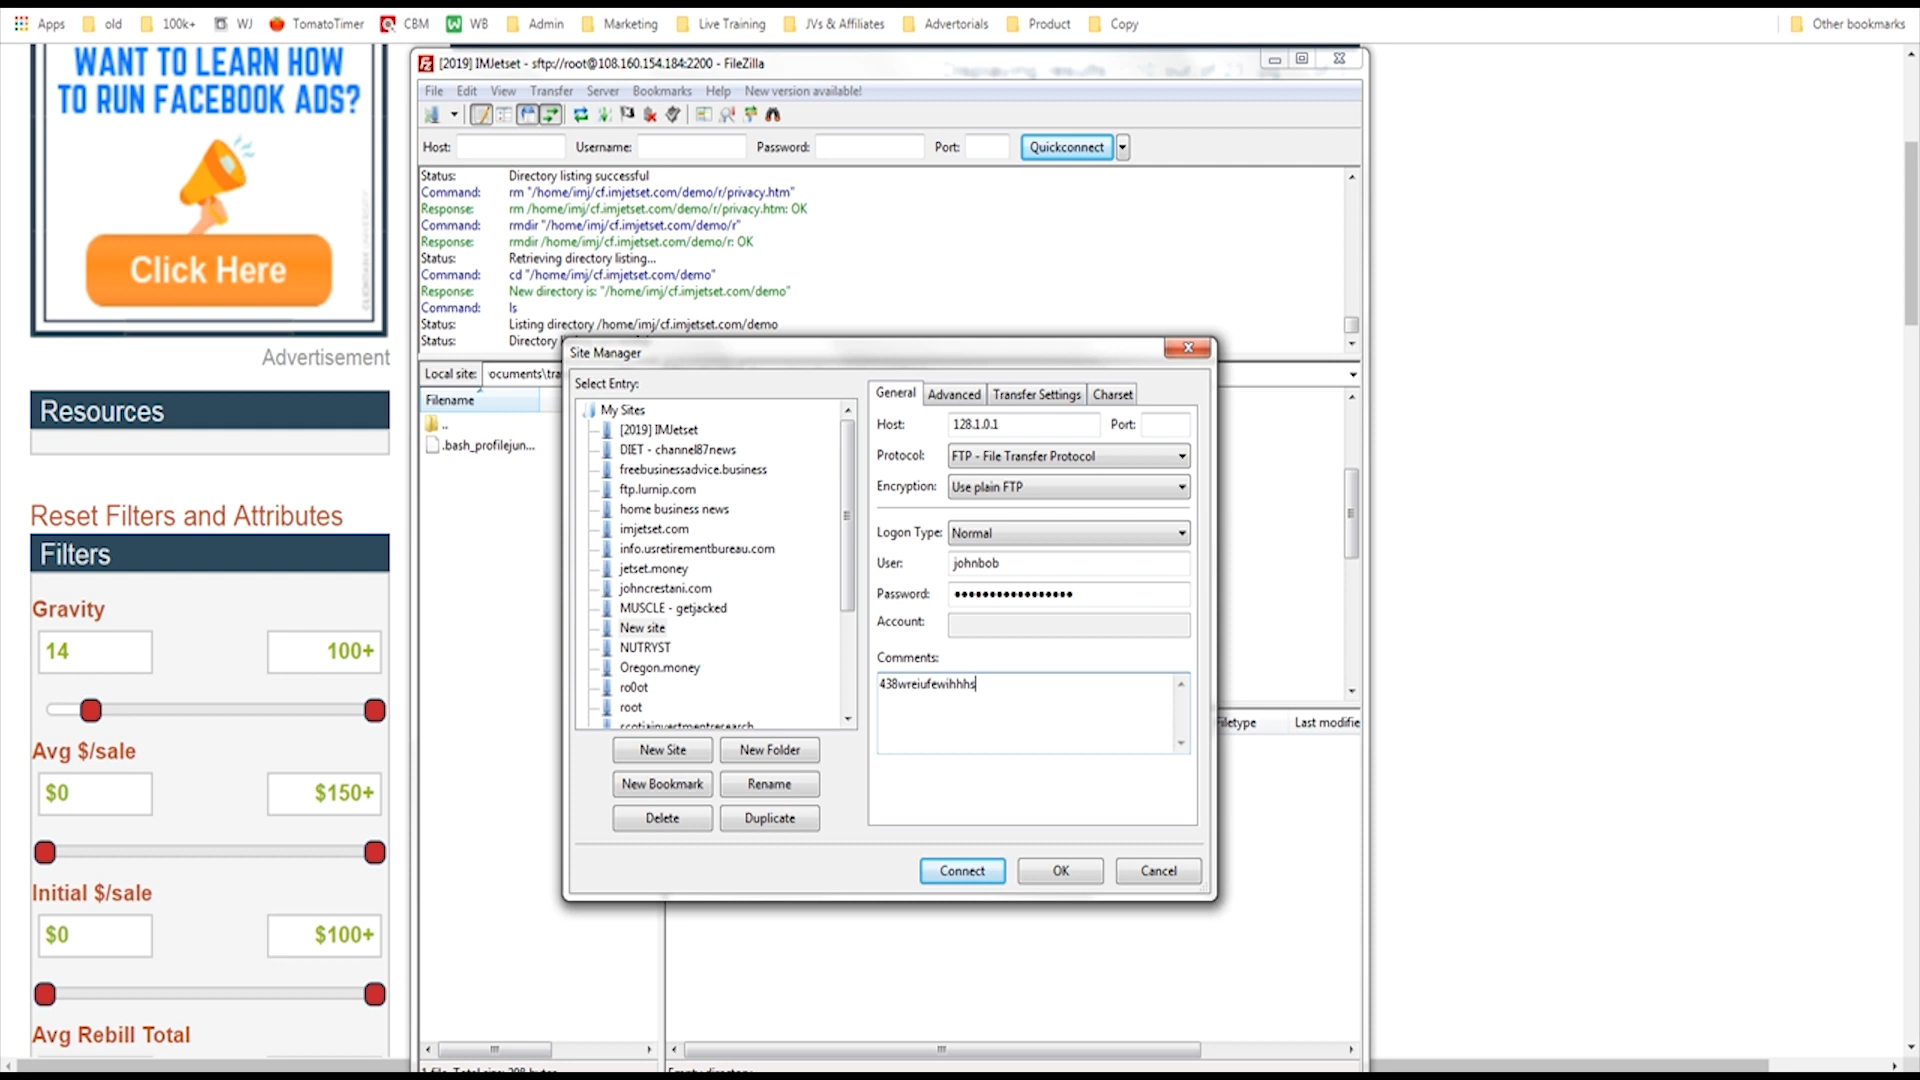 Apps old 100k+ WJ TomatoTimer CBM WB Admin Marketing Live Training JVs & Affiliates Advertorials Product Copy Other bookmarks
WANT TO LEARN HOW
TO RUN FACEBOOK ADS?
Click Here
Advertisement
Resources
Reset Filters and Attributes
Filters
Gravity
14 100+
Avg $/sale
$0 $150+
Initial $/sale
$0 $100+
Avg Rebill Total
[2019] IMJetset - sftp://root@108.160.154.184:2200 - FileZilla
File Edit View Transfer Server Bookmarks Help New version available!
Host: Username: Password: Port: Quickconnect
Status: Directory listing successful
Command: rm "/home/imj/cf.imjetset.com/demo/r/privacy.htm"
Response: rm /home/imj/cf.imjetset.com/demo/r/privacy.htm: OK
Command: rmdir "/home/imj/cf.imjetset.com/demo/r"
Response: rmdir /home/imj/cf.imjetset.com/demo/r: OK
Status: Retrieving directory listing...
Command: cd "/home/imj/cf.imjetset.com/demo"
Response: New directory is: "/home/imj/cf.imjetset.com/demo"
Command: ls
Status: Listing directory /home/imj/cf.imjetset.com/demo
Status:
Local site:
Filename
..
.bash_profilejun...
Filetype Last modifie
Site Manager
Select Entry:
My Sites
[2019] IMJetset
DIET - channel87news
freebusinessadvice.business
ftp.lurnip.com
home business news
imjetset.com
info.usretirementbureau.com
jetset.money
johncrestani.com
MUSCLE - getjacked
New site
NUTRYST
Oregon.money
ro0ot
root
scotiainvestmentresearch
New Site New Folder
New Bookmark Rename
Delete Duplicate
General Advanced Transfer Settings Charset
Host: 128.1.0.1 Port:
Protocol: FTP - File Transfer Protocol
Encryption: Use plain FTP
Logon Type: Normal
User: johnbob
Password: •••••••••••••••••
Account:
Comments:
438wreiufewihhhs
Connect OK Cancel